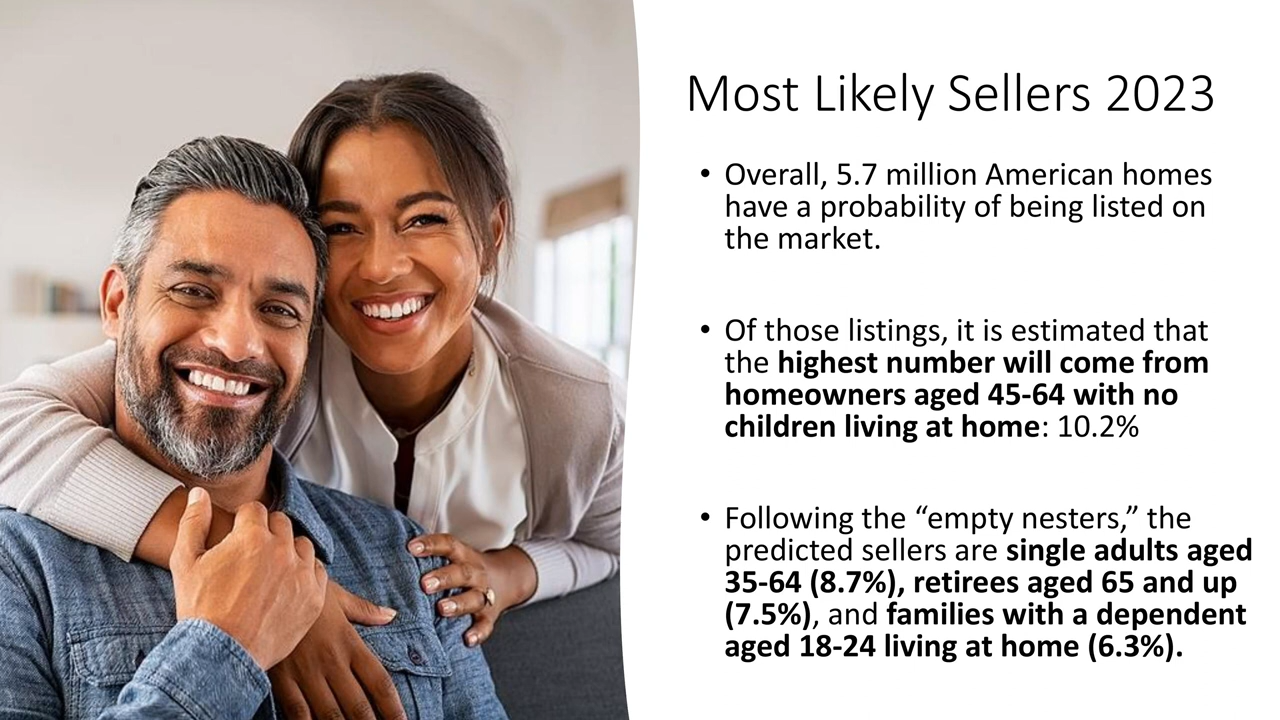 Most Likely Sellers 2023
• Overall, 5.7 million American homes
have a probability of being listed on
the market.
• Of those listings, it is estimated that
the highest number will come from
homeowners aged 45-64 with no
children living at home: 10.2%
• Following the “empty nesters,” the
predicted sellers are single adults aged
35-64 (8.7%), retirees aged 65 and up
(7.5%), and families with a dependent
aged 18-24 living at home (6.3%).